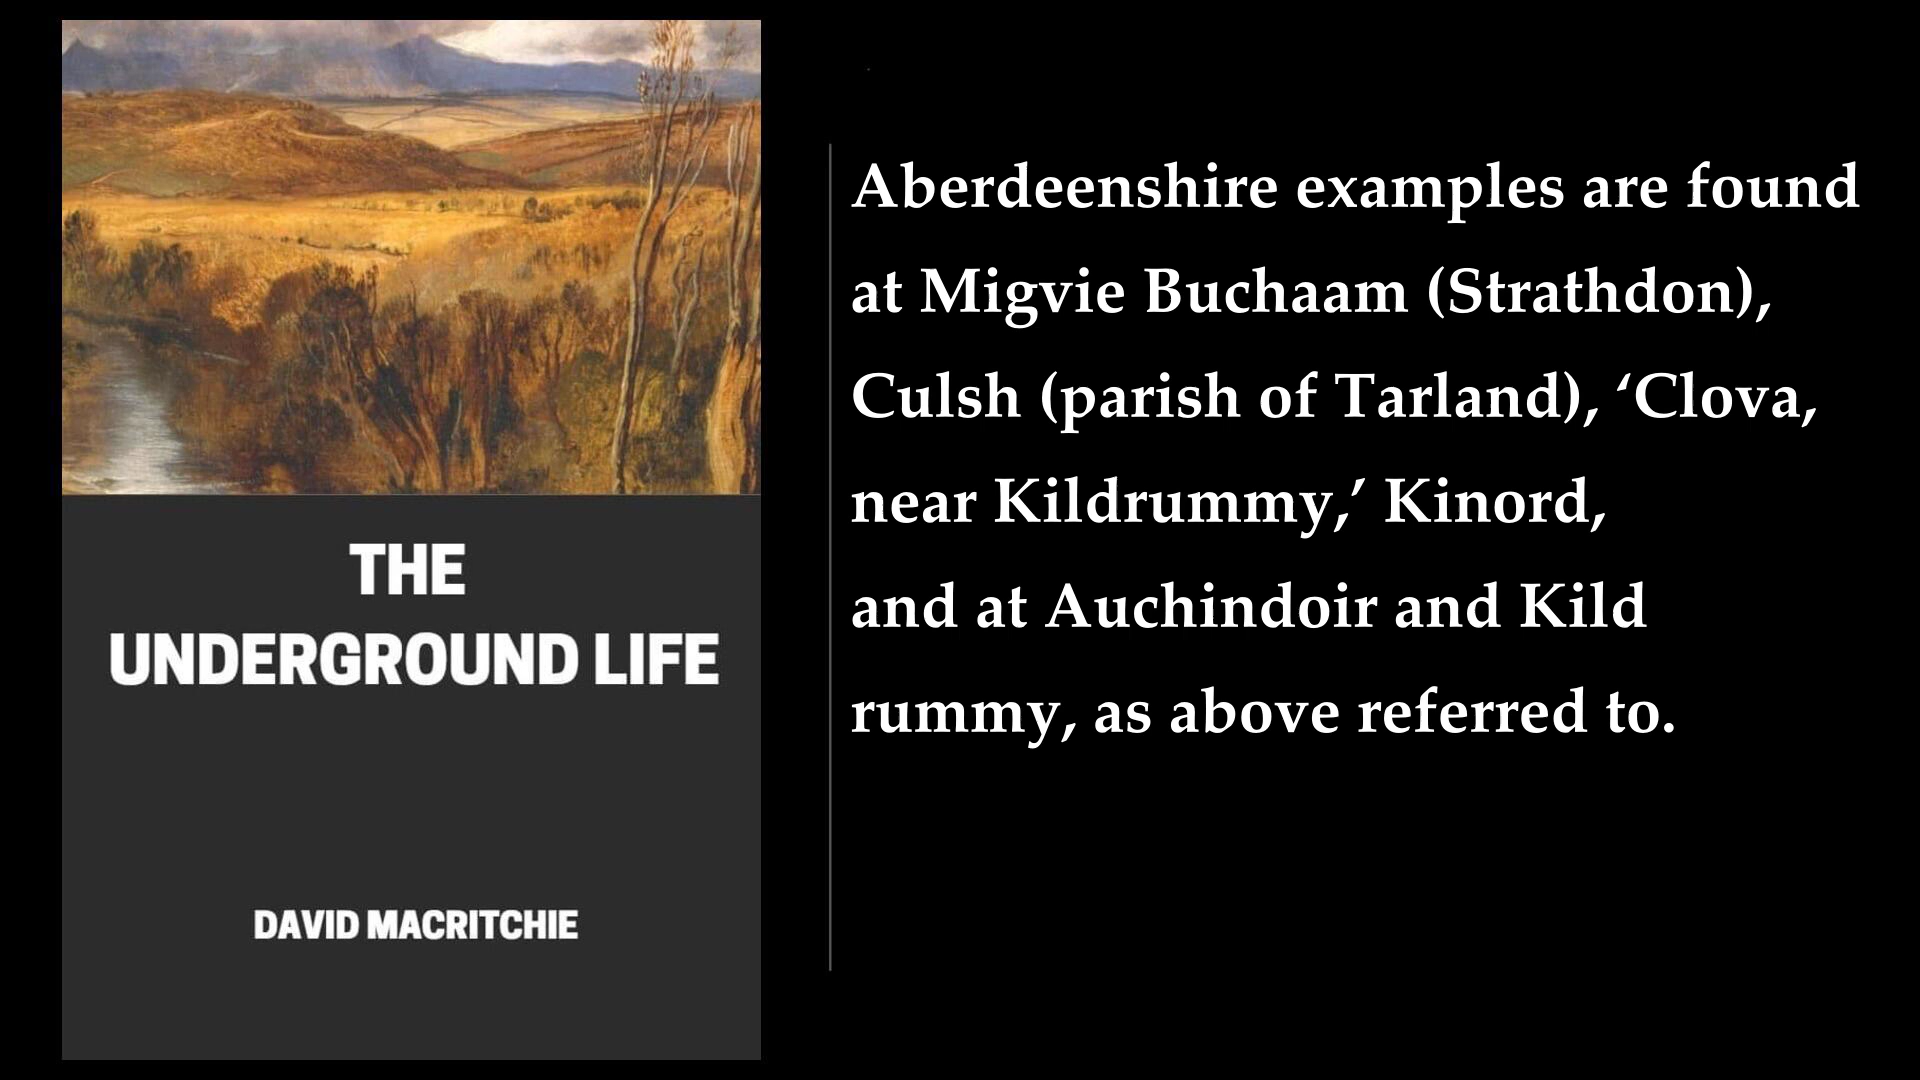 THE
UNDERGROUND LIFE
DAVID MACRITCHIE
Aberdeenshire examples are found
at Migvie Buchaam (Strathdon),
Culsh (parish of Tarland), ‘Clova,
near Kildrummy,’ Kinord,
and at Auchindoir and Kild
rummy, as above referred to.